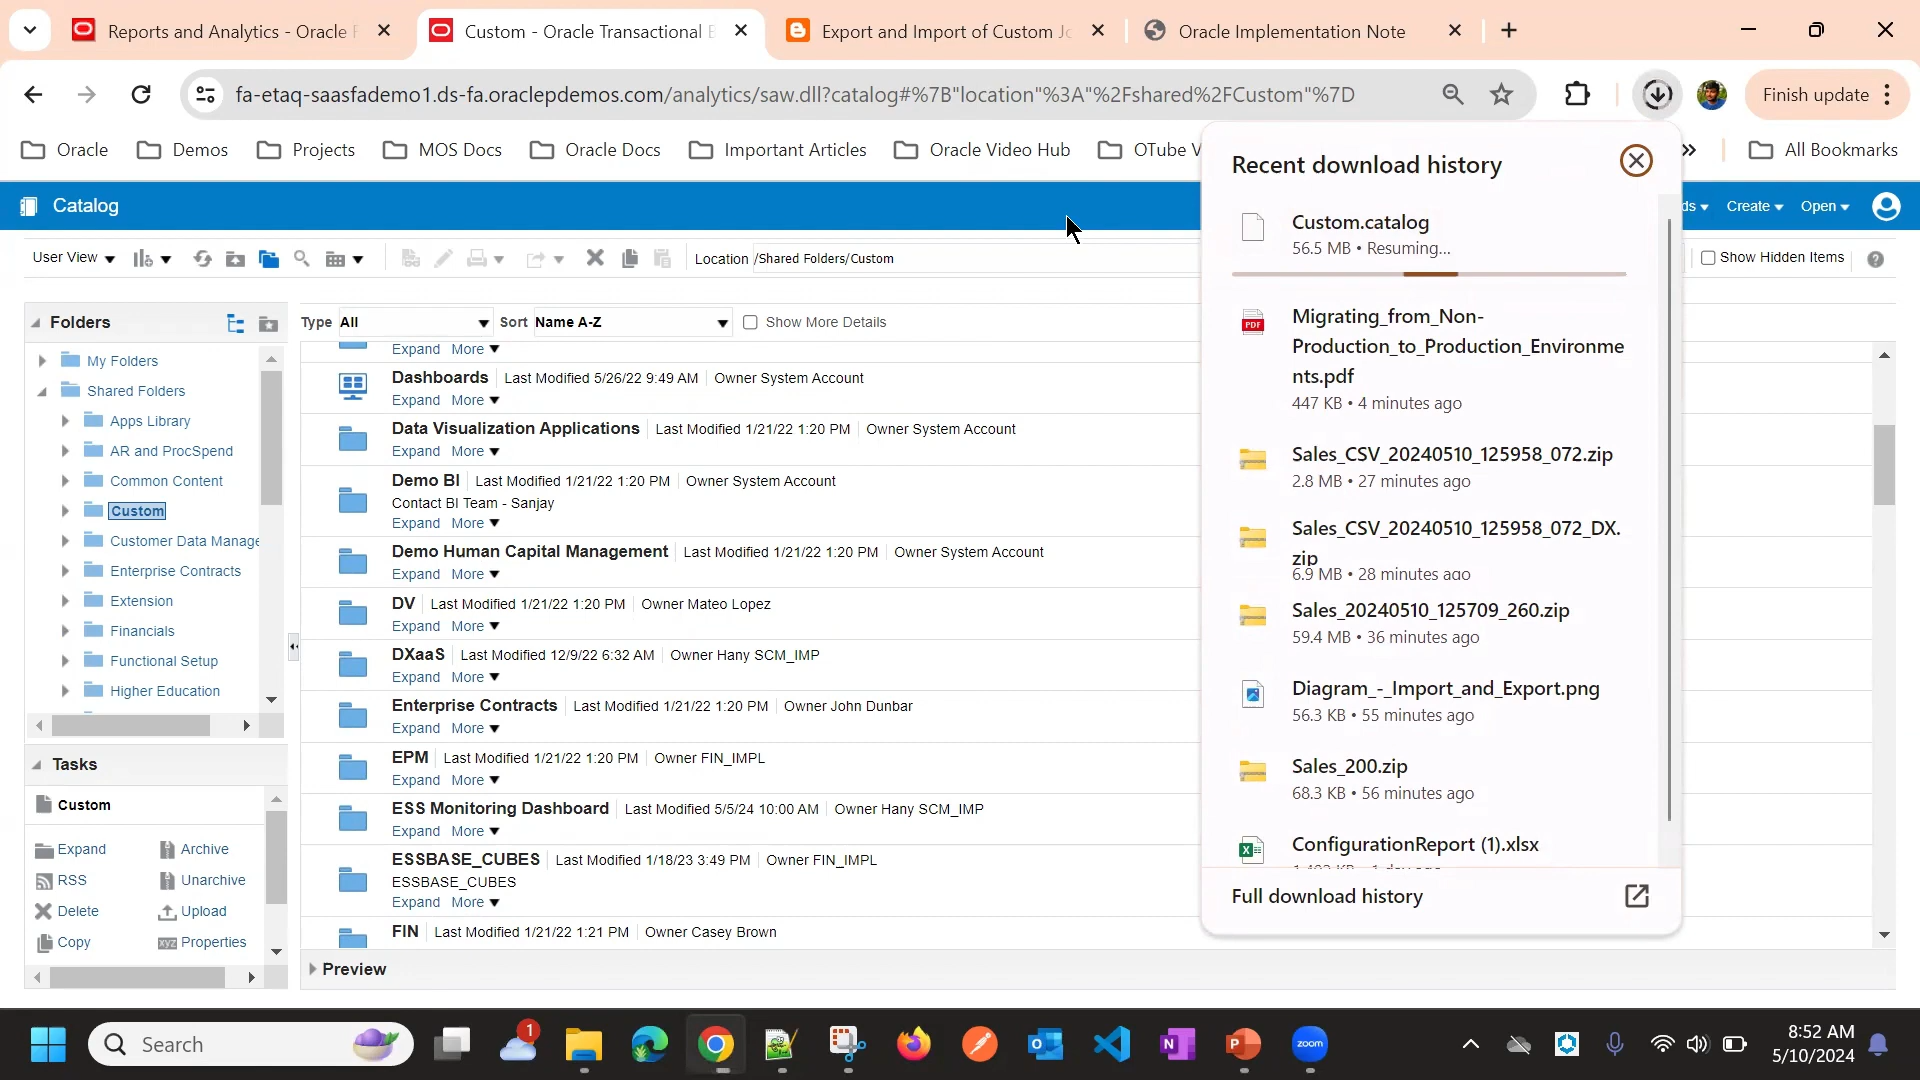 Reports and Analytics - Oracle F
Custom - Oracle Transactional B
Export and Import of Custom Jo
Oracle Implementation Note
fa-etaq-saasfademo1.ds-fa.oraclepdemos.com/analytics/saw.dll?catalog#%7B"location"%3A"%2Fshared%2FCustom"%7D
Finish update
Oracle
Demos
Projects
MOS Docs
Oracle Docs
Important Articles
Oracle Video Hub
OTube V
»
All Bookmarks
Catalog
ds
Create
Open
User View
Location /Shared Folders/Custom
Show Hidden Items
Folders
Type All
Sort Name A-Z
Show More Details
My Folders
Shared Folders
Apps Library
AR and ProcSpend
Common Content
Custom
Customer Data Manage
Enterprise Contracts
Extension
Financials
Functional Setup
Higher Education
Tasks
Custom
Expand
Archive
RSS
Unarchive
Delete
Upload
Copy
xyz Properties
Expand More
Dashboards Last Modified 5/26/22 9:49 AM Owner System Account
Expand More
Data Visualization Applications Last Modified 1/21/22 1:20 PM Owner System Account
Expand More
Demo BI Last Modified 1/21/22 1:20 PM Owner System Account
Contact BI Team - Sanjay
Expand More
Demo Human Capital Management Last Modified 1/21/22 1:20 PM Owner System Account
Expand More
DV Last Modified 1/21/22 1:20 PM Owner Mateo Lopez
Expand More
DXaaS Last Modified 12/9/22 6:32 AM Owner Hany SCM_IMP
Expand More
Enterprise Contracts Last Modified 1/21/22 1:20 PM Owner John Dunbar
Expand More
EPM Last Modified 1/21/22 1:20 PM Owner FIN_IMPL
Expand More
ESS Monitoring Dashboard Last Modified 5/5/24 10:00 AM Owner Hany SCM_IMP
Expand More
ESSBASE_CUBES Last Modified 1/18/23 3:49 PM Owner FIN_IMPL
ESSBASE_CUBES
Expand More
FIN Last Modified 1/21/22 1:21 PM Owner Casey Brown
Preview
Recent download history
Custom.catalog
56.5 MB • Resuming...
PDF
Migrating_from_Non-
Production_to_Production_Environme
nts.pdf
447 KB • 4 minutes ago
Sales_CSV_20240510_125958_072.zip
2.8 MB • 27 minutes ago
Sales_CSV_20240510_125958_072_DX.
zip
6.9 MB • 28 minutes ago
Sales_20240510_125709_260.zip
59.4 MB • 36 minutes ago
Diagram_-_Import_and_Export.png
56.3 KB • 55 minutes ago
Sales_200.zip
68.3 KB • 56 minutes ago
ConfigurationReport (1).xlsx
Full download history
Search
1
zoom
8:52 AM
5/10/2024